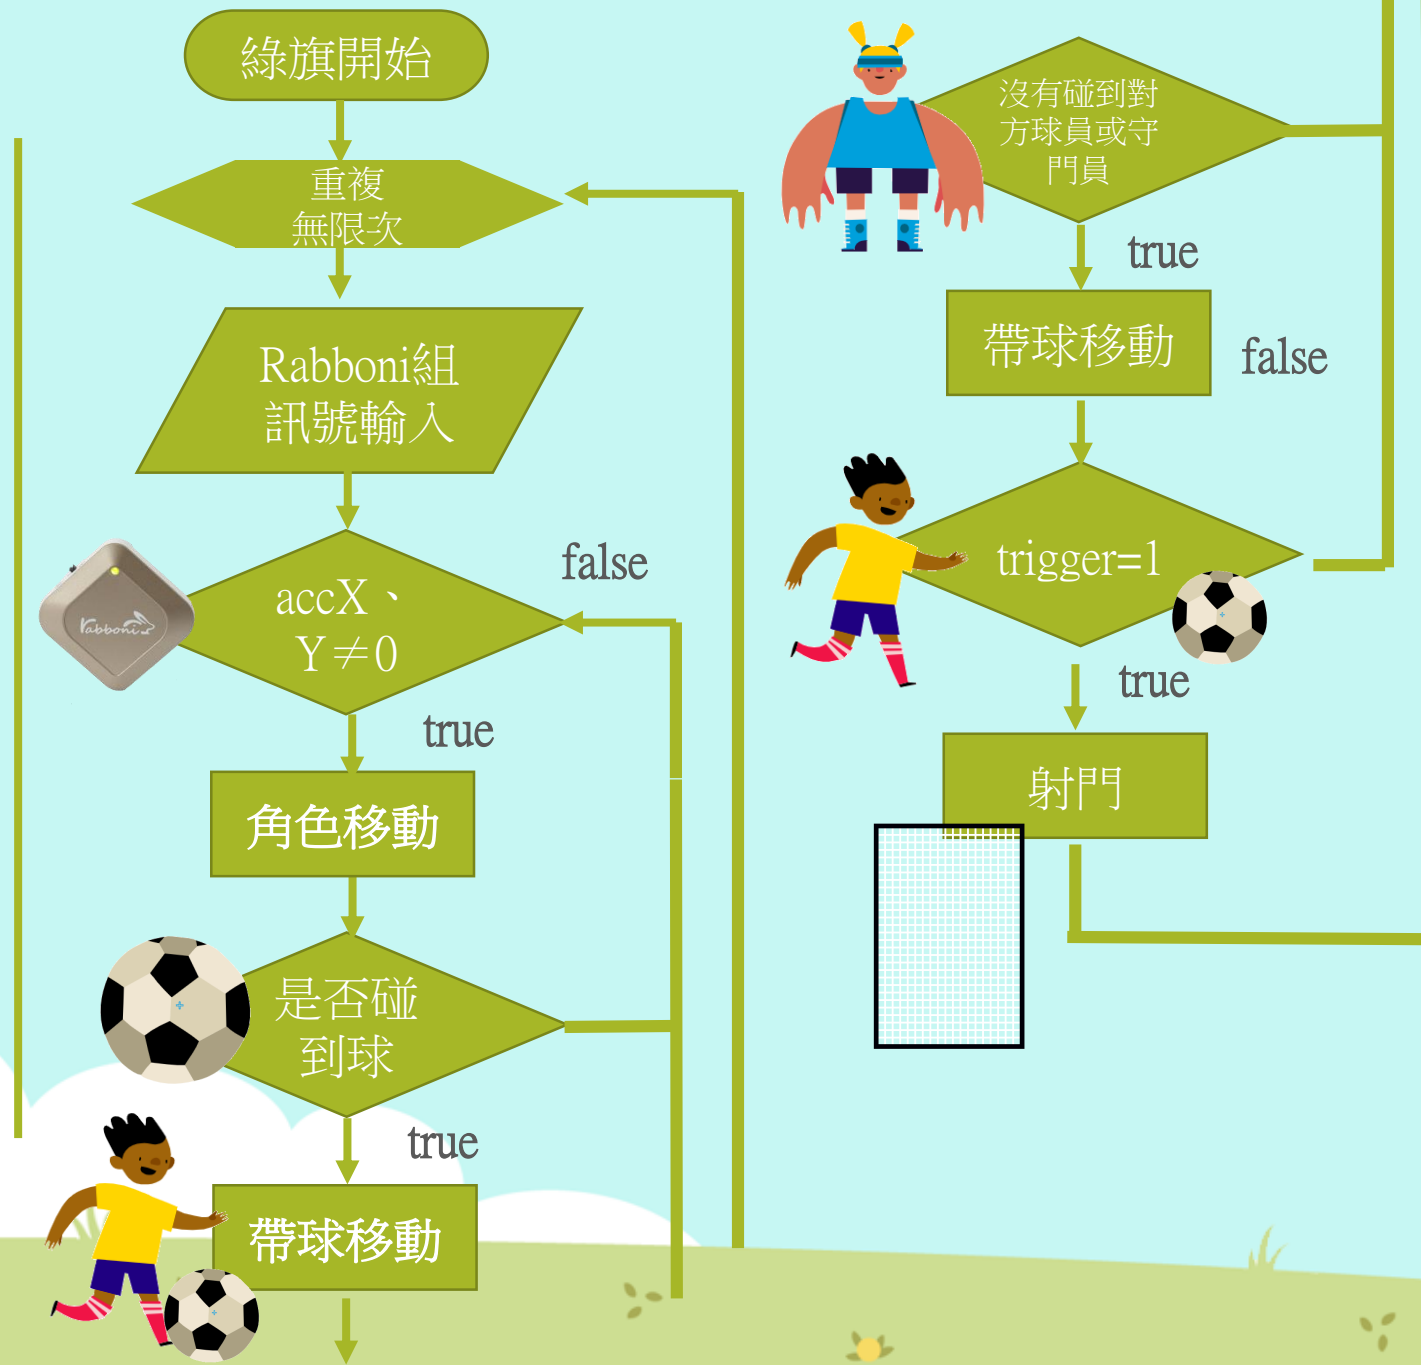 綠旗開始
重複
無限次
Rabboni組
訊號輸入
rabboni
accX、
Y≠0
false
true
角色移動
是否碰
到球
true
帶球移動
沒有碰到對
方球員或守
門員
true
帶球移動
false
trigger=1
true
射門